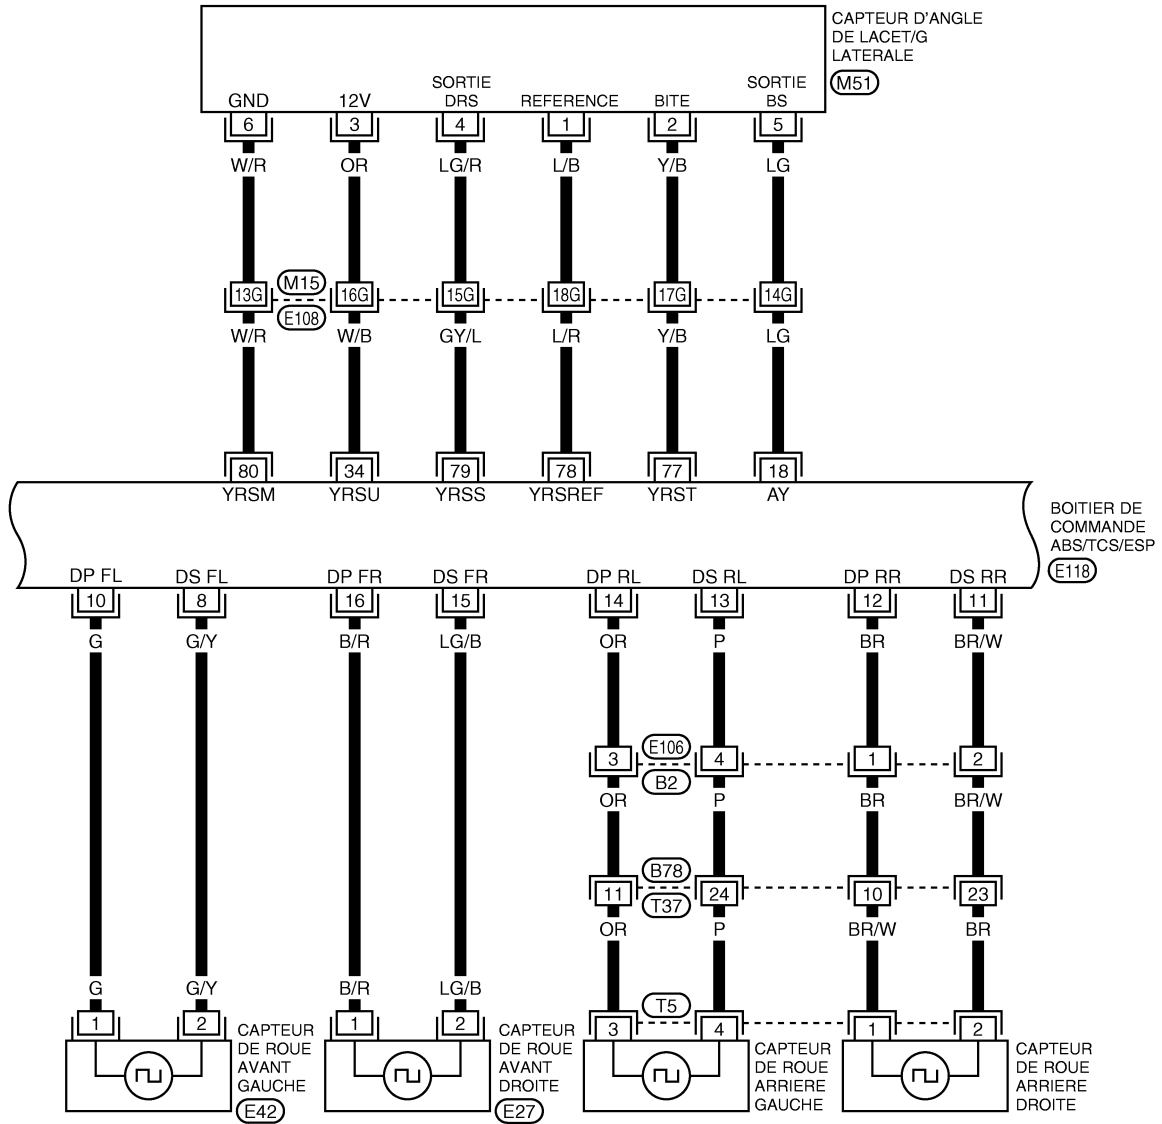 CAPTEUR D'ANGLE
DE LACET/G
LATERALE
M51
GND 12V SORTIE DRS REFERENCE BITE SORTIE BS
6 3 4 1 2 5
W/R OR LG/R L/B Y/B LG
M15
13G 16G 15G 18G 17G 14G
E108
W/R W/B GY/L L/R Y/B LG
80 34 79 78 77 18
YRSM YRSU YRSS YRSREF YRST AY
BOITIER DE
COMMANDE
ABS/TCS/ESP
E118
DP FL DS FL DP FR DS FR DP RL DS RL DP RR DS RR
10 8 16 15 14 13 12 11
G G/Y B/R LG/B OR P BR BR/W
E106
3 4 1 2
B2
OR P BR BR/W
B78
11 24 10 23
T37
OR P BR/W BR
G G/Y B/R LG/B
T5
1 2 1 2 3 4 1 2
CAPTEUR
DE ROUE
AVANT
GAUCHE
E42
CAPTEUR
DE ROUE
AVANT
DROITE
E27
CAPTEUR
DE ROUE
ARRIERE
GAUCHE
CAPTEUR
DE ROUE
ARRIERE
DROITE